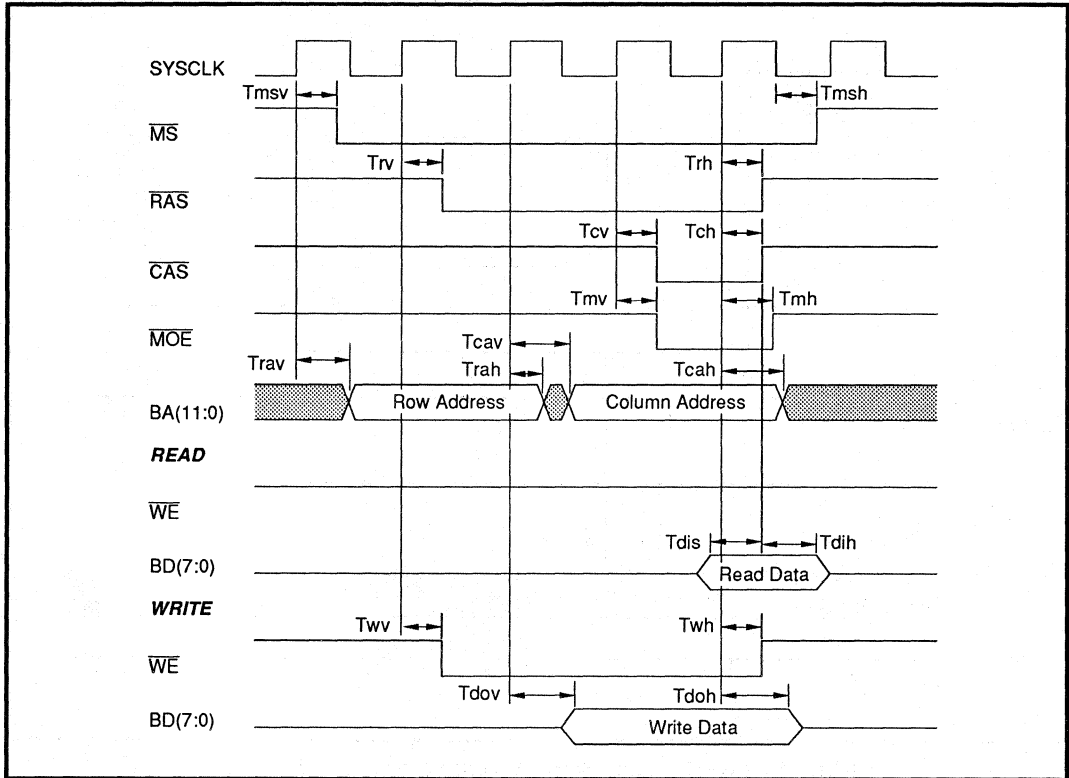 SYSCLK
Tmsv Tmsh
MS
Trv Trh
RAS
Tcv Tch
CAS
Tmv Tmh
MOE
Tcav
Trav Trah Tcah
BA(11:0) Row Address Column Address
READ
WE
Tdis Tdih
BD(7:0) Read Data
WRITE
Twv Twh
WE
Tdov Tdoh
BD(7:0) Write Data